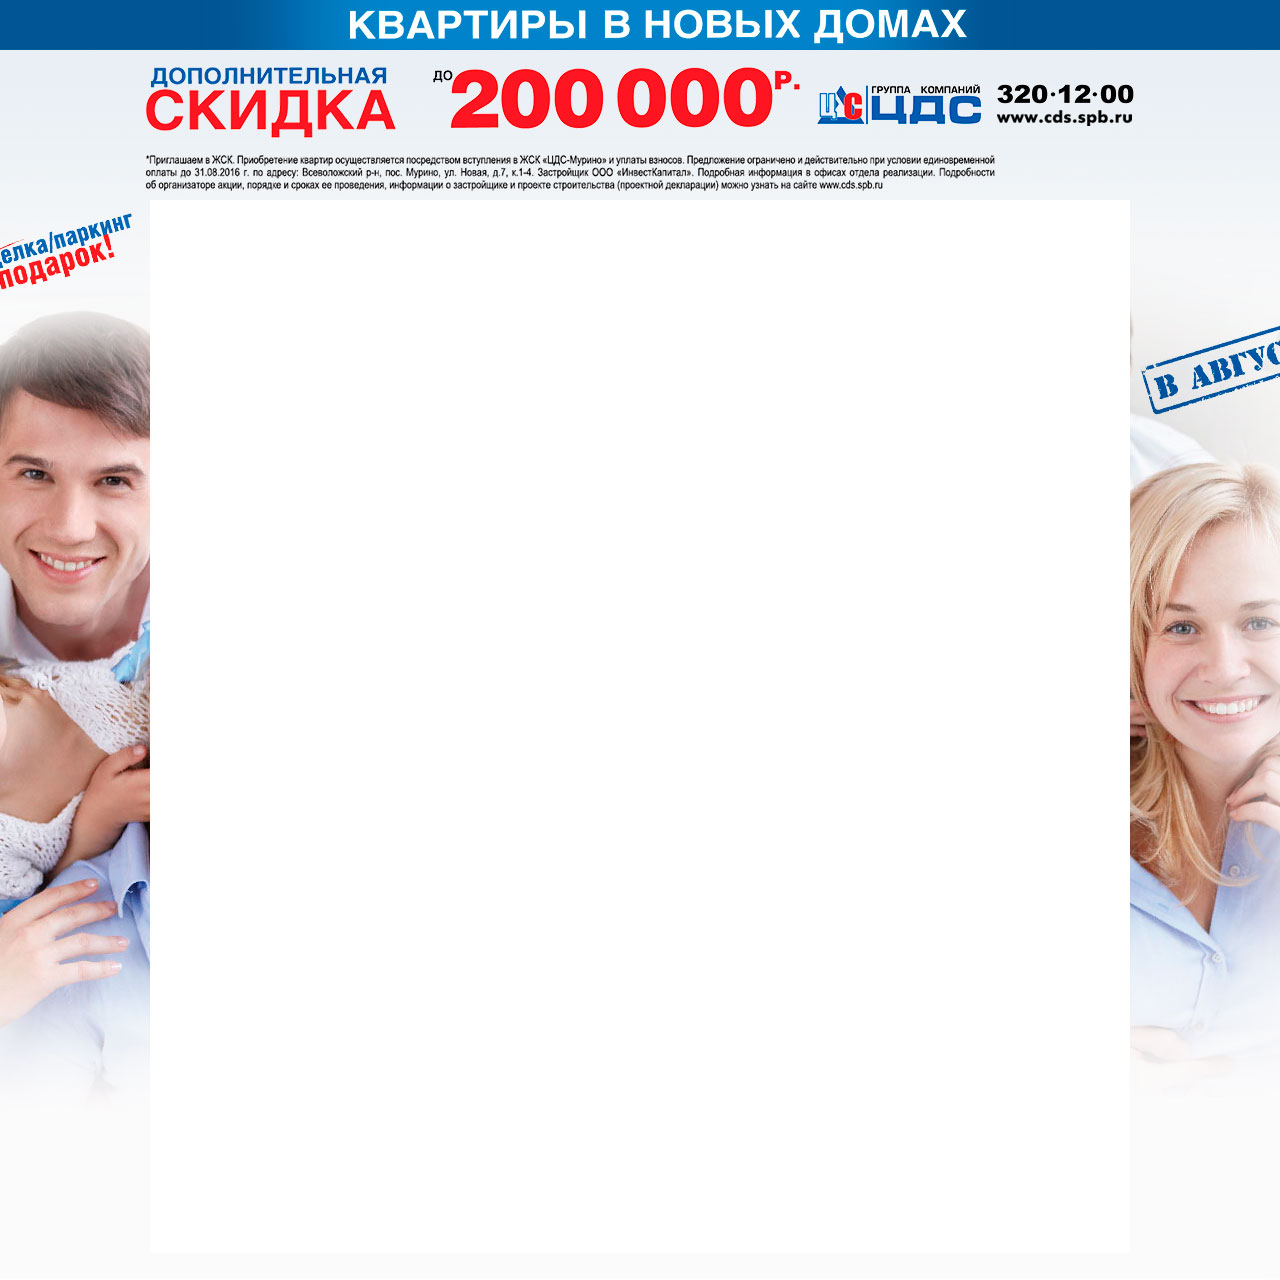 КВАРТИРЫ В НОВЫХ ДОМАХ
ДОПОЛНИТЕЛЬНАЯ
СКИДКА
ДО 200 000 Р.
ЦДС
ГРУППА КОМПАНИЙ
ЦДС
320·12·00
www.cds.spb.ru
*Приглашаем в ЖСК. Приобретение квартир осуществляется посредством вступления в ЖСК «ЦДС-Мурино» и уплаты взносов. Предложение ограничено и действительно при условии единовременной
оплаты до 31.08.2016 г. по адресу: Всеволожский р-н, пос. Мурино, ул. Новая, д.7, к.1-4. Застройщик ООО «ИнвестКапитал». Подробная информация в офисах отдела реализации. Подробности
об организаторе акции, порядке и сроках ее проведения, информации о застройщике и проекте строительства (проектной декларации) можно узнать на сайте www.cds.spb.ru
елка/паркинг
подарок!
В АВГУС